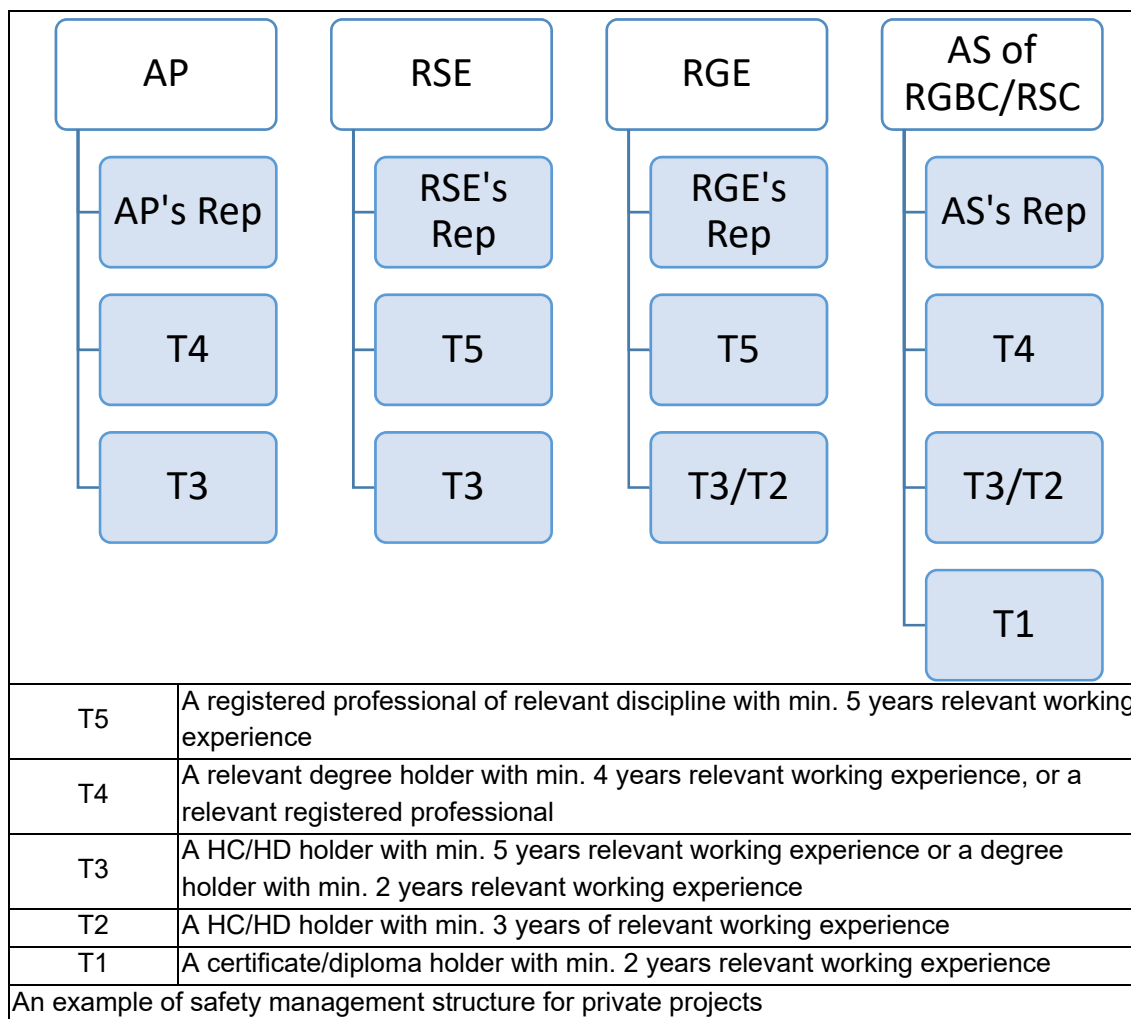 AP
RSE
RGE
AS of
RGBC/RSC
AP's Rep
RSE's
Rep
RGE's
Rep
AS's Rep
T4
T5
T5
T4
T3
T3
T3/T2
T3/T2
T1
T5
A registered professional of relevant discipline with min. 5 years relevant working
experience
T4
A relevant degree holder with min. 4 years relevant working experience, or a
relevant registered professional
T3
A HC/HD holder with min. 5 years relevant working experience or a degree
holder with min. 2 years relevant working experience
T2
A HC/HD holder with min. 3 years of relevant working experience
T1
A certificate/diploma holder with min. 2 years relevant working experience
An example of safety management structure for private projects